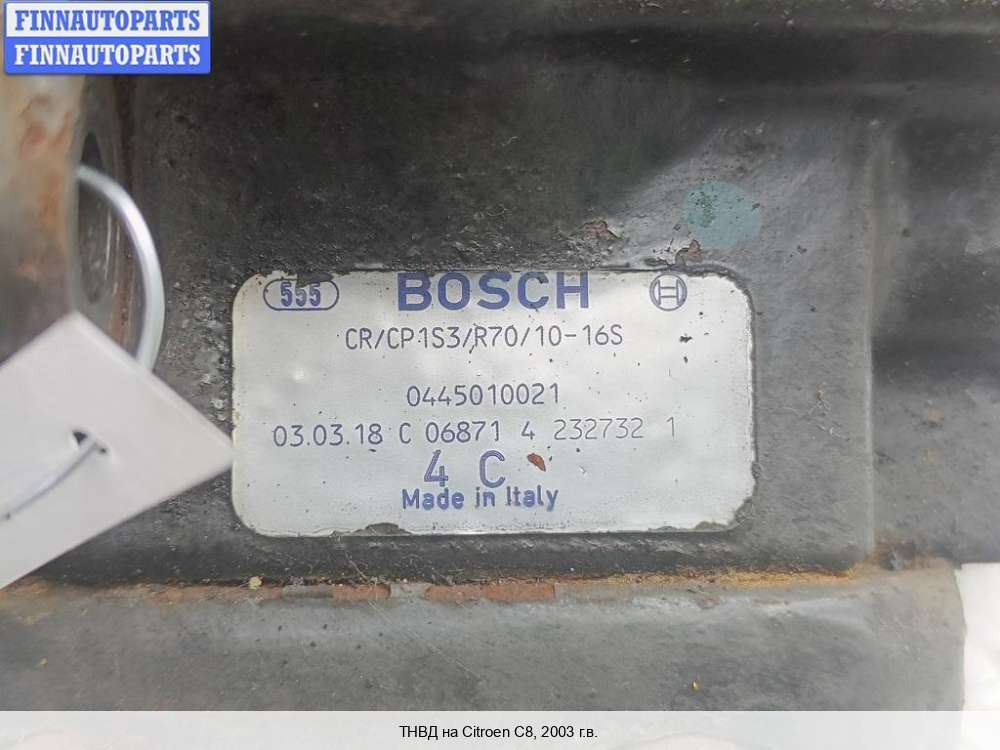 FINNAUTOPARTS
FINNAUTOPARTS
555 BOSCH
CR/CP1S3/R70/10-16S
0445010021
03.03.18 C 06871 4 232732 1
4 C
Made in Italy
ТНВД на Citroen C8, 2003 г.в.